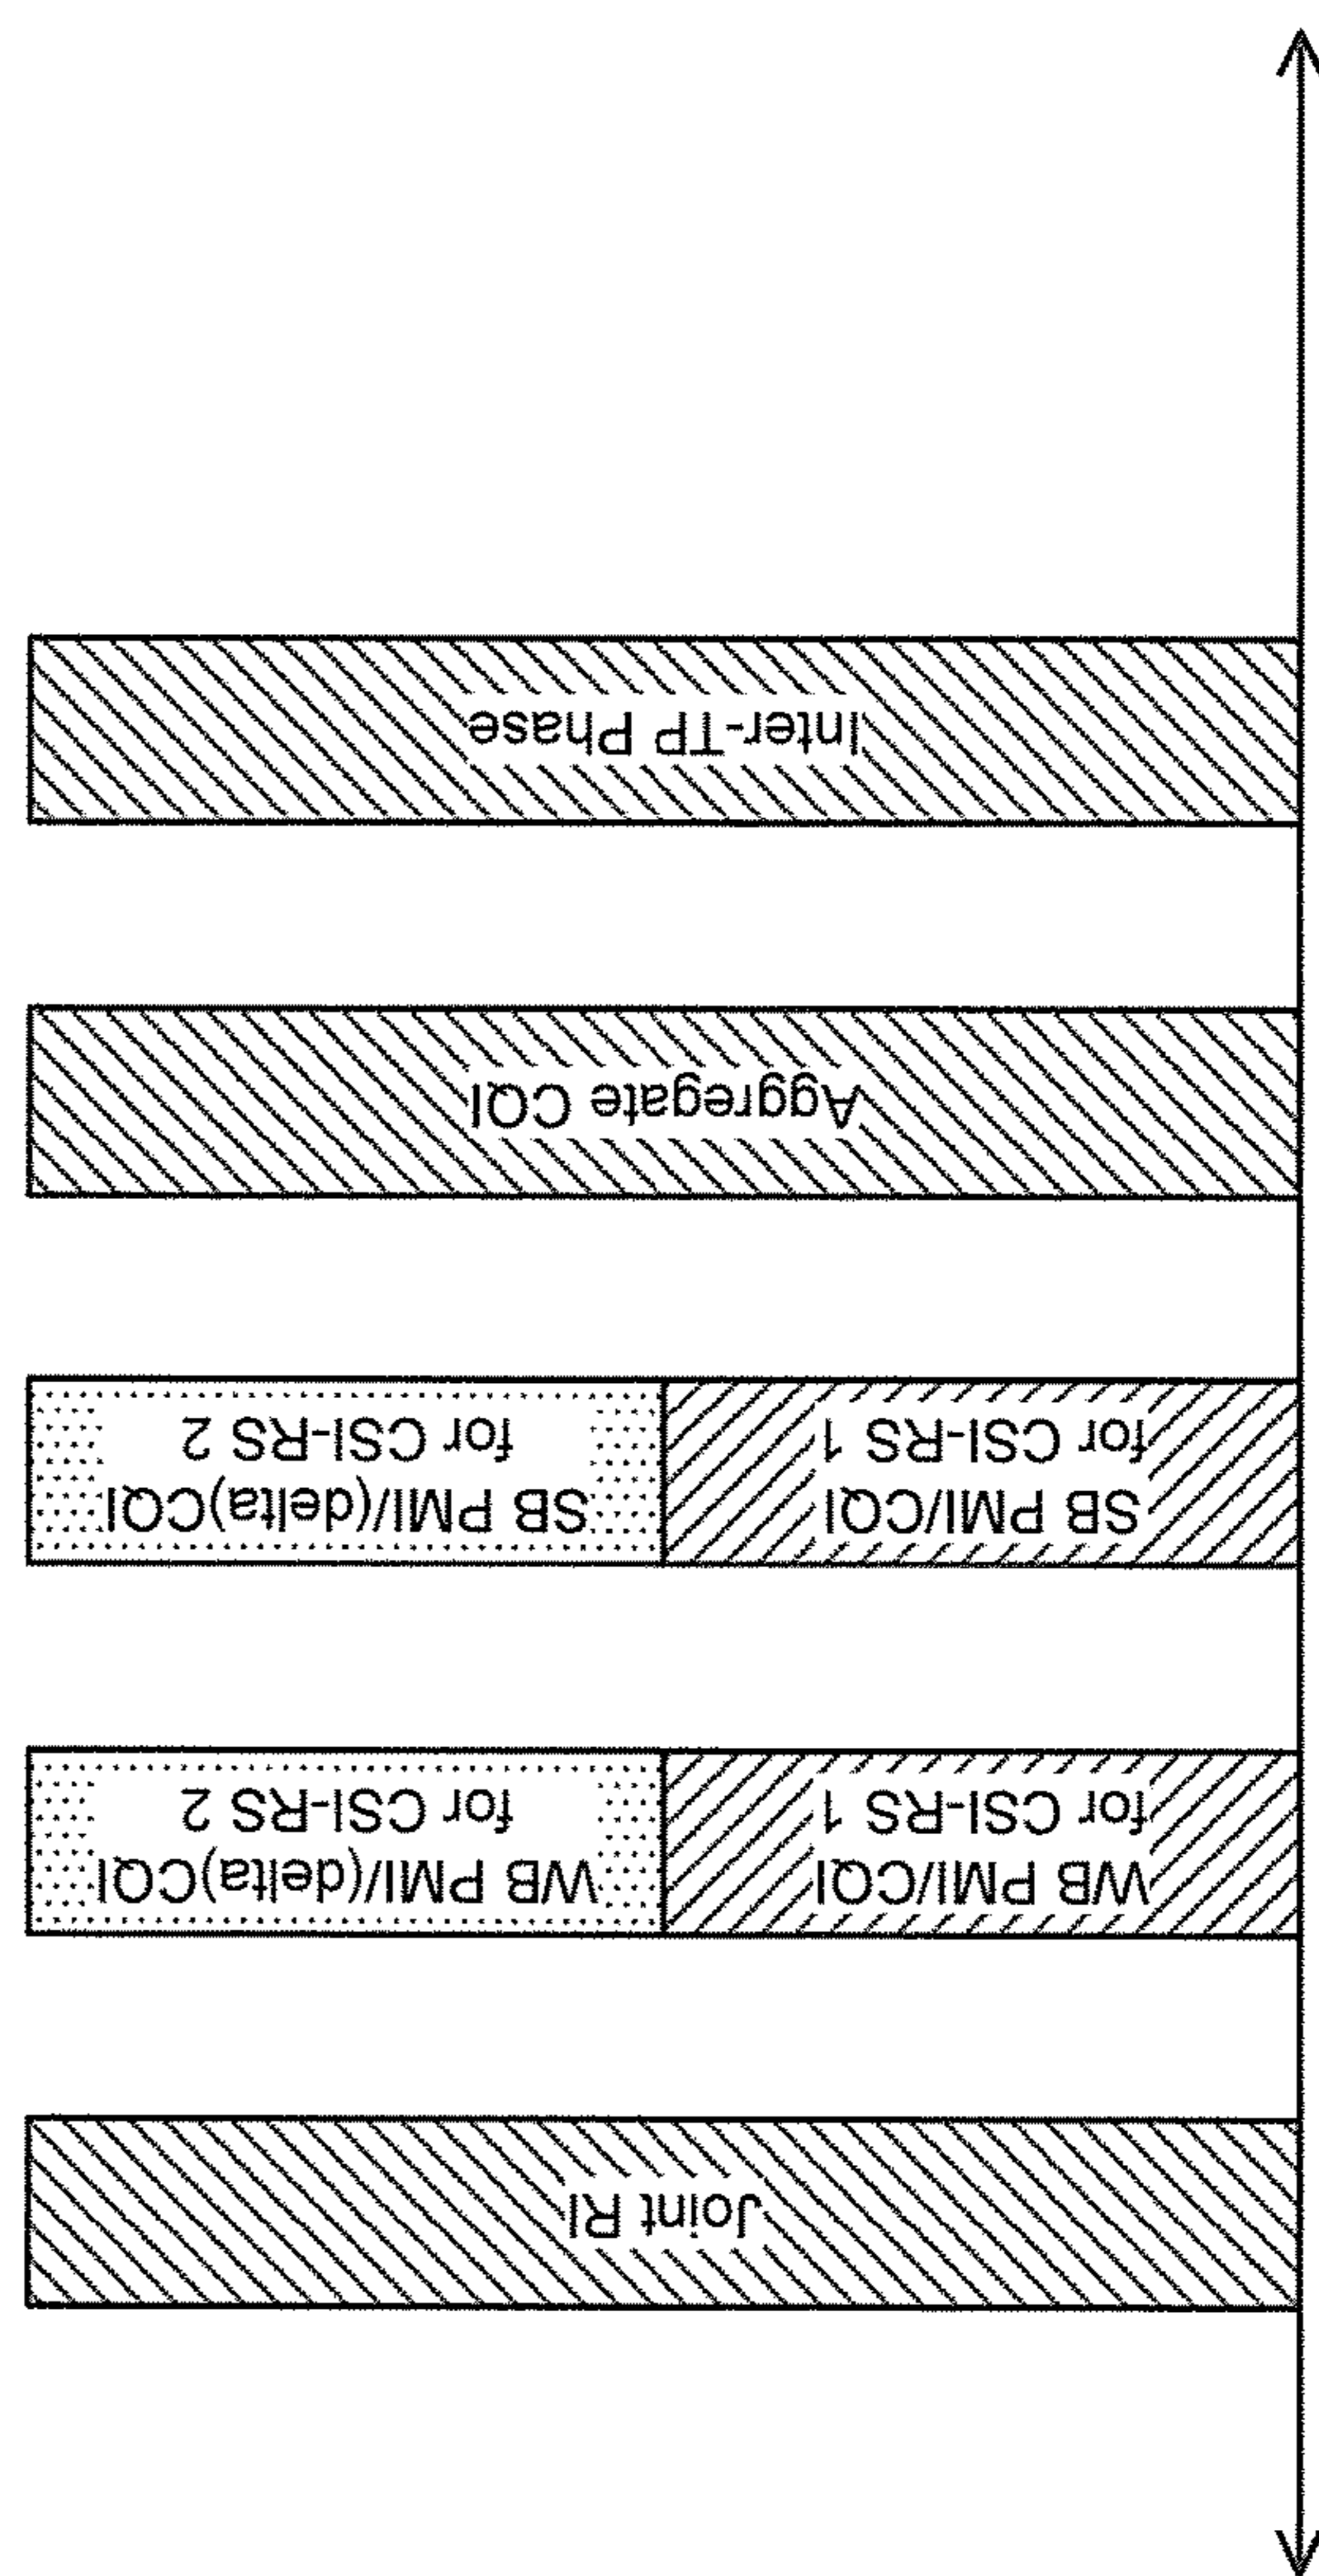 Joint RI
WB PMI/CQI
for CSI-RS 1
WB PMI/(delta)CQI
for CSI-RS 2
SB PMI/CQI
for CSI-RS 1
SB PMI/(delta)CQI
for CSI-RS 2
Aggregate CQI
Inter-TP Phase